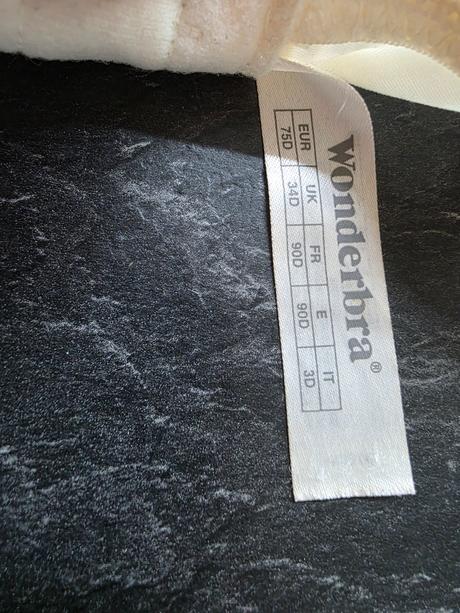 Wonderbra®
EUR UK FR E IT
75D 34D 90D 90D 3D